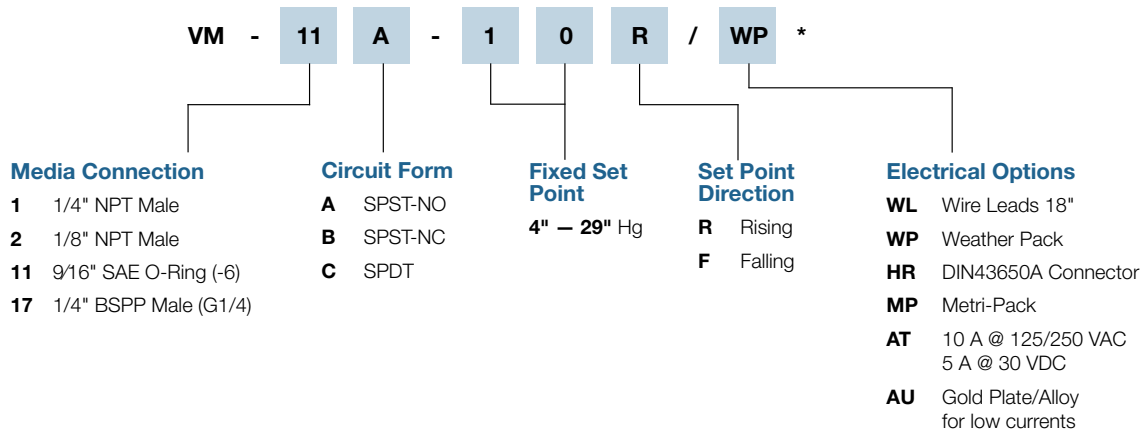 VM - 11 A - 1 0 R / WP *
Media Connection
1 1/4" NPT Male
2 1/8" NPT Male
11 9/16" SAE O-Ring (-6)
17 1/4" BSPP Male (G1/4)
Circuit Form
A SPST-NO
B SPST-NC
C SPDT
Fixed Set
Point
4" — 29" Hg
Set Point
Direction
R Rising
F Falling
Electrical Options
WL Wire Leads 18"
WP Weather Pack
HR DIN43650A Connector
MP Metri-Pack
AT 10 A @ 125/250 VAC
5 A @ 30 VDC
AU Gold Plate/Alloy
for low currents